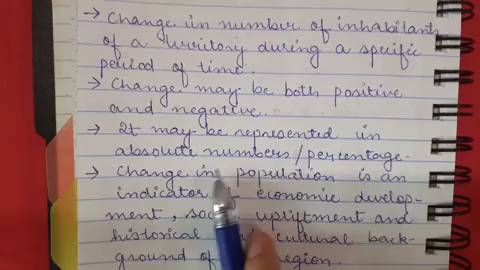 → Change in number of inhabitants
of a territory during a specific
period of time.
→ Change may be both positive
and negative.
→ It may be represented in
absolute numbers/percentage.
→ Change in population is an
indicator economic develop-
ment, upliftment and
historical cultural back-
ground of region.